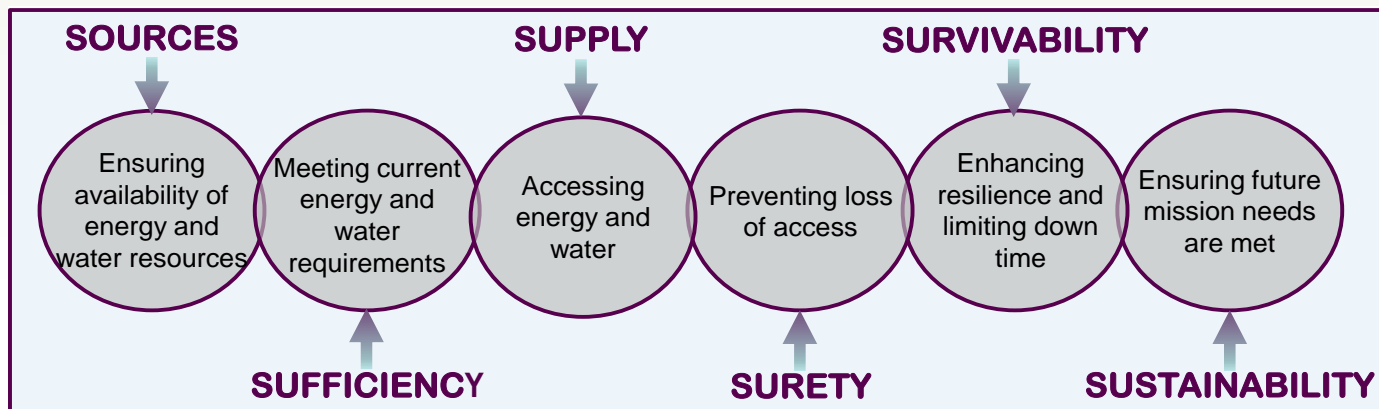 SOURCES
SUPPLY
SURVIVABILITY
Ensuring
availability of
energy and
water resources
Meeting current
energy and
water
requirements
Accessing
energy and
water
Preventing loss
of access
Enhancing
resilience and
limiting down
time
Ensuring future
mission needs
are met
SUFFICIENCY
SURETY
SUSTAINABILITY